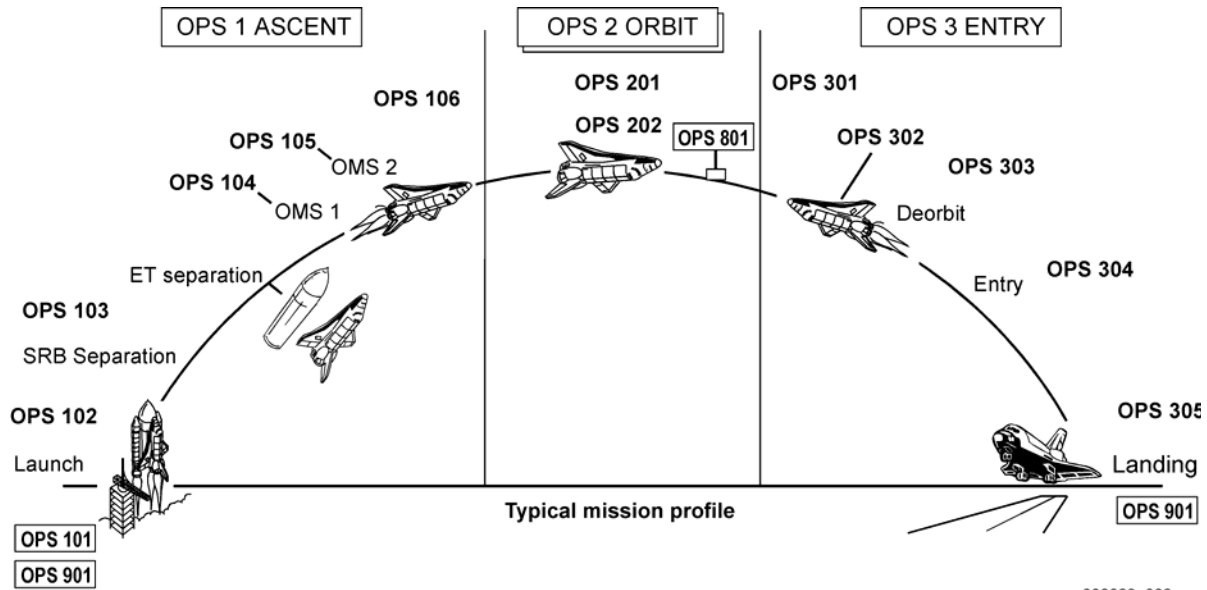 OPS 1 ASCENT
OPS 2 ORBIT
OPS 3 ENTRY
OPS 106
OPS 201
OPS 301
OPS 105
OMS 2
OPS 202
OPS 801
OPS 302
OPS 303
OPS 104
OMS 1
Deorbit
ET separation
Entry
OPS 304
OPS 103
SRB Separation
OPS 102
OPS 305
Launch
Landing
Typical mission profile
OPS 901
OPS 101
OPS 901